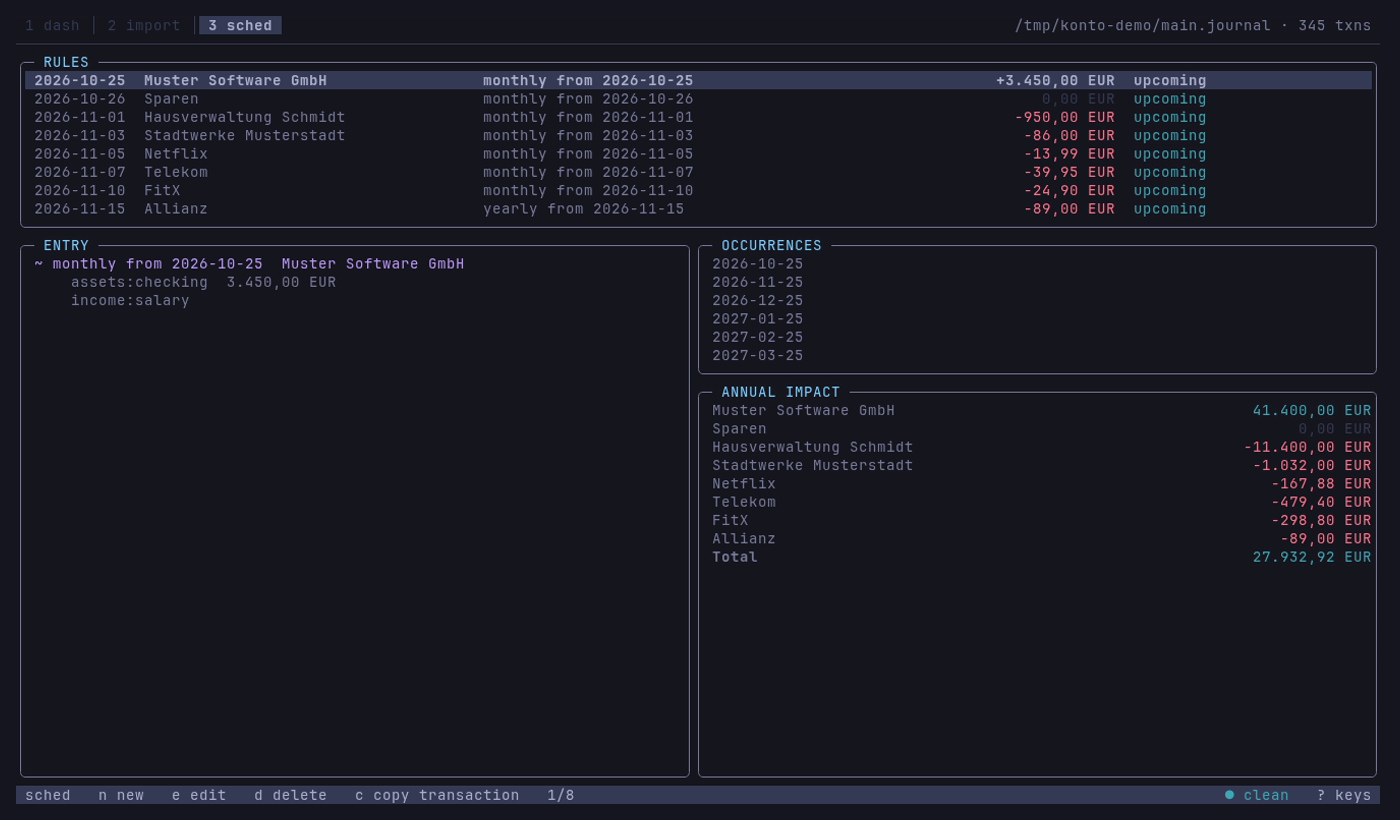 1 dash │ 2 import │ 3 sched /tmp/konto-demo/main.journal · 345 txns
RULES
2026-10-25 Muster Software GmbH monthly from 2026-10-25 +3.450,00 EUR upcoming
2026-10-26 Sparen monthly from 2026-10-26 0,00 EUR upcoming
2026-11-01 Hausverwaltung Schmidt monthly from 2026-11-01 -950,00 EUR upcoming
2026-11-03 Stadtwerke Musterstadt monthly from 2026-11-03 -86,00 EUR upcoming
2026-11-05 Netflix monthly from 2026-11-05 -13,99 EUR upcoming
2026-11-07 Telekom monthly from 2026-11-07 -39,95 EUR upcoming
2026-11-10 FitX monthly from 2026-11-10 -24,90 EUR upcoming
2026-11-15 Allianz yearly from 2026-11-15 -89,00 EUR upcoming
ENTRY
~ monthly from 2026-10-25 Muster Software GmbH
assets:checking 3.450,00 EUR
income:salary
OCCURRENCES
2026-10-25
2026-11-25
2026-12-25
2027-01-25
2027-02-25
2027-03-25
ANNUAL IMPACT
Muster Software GmbH 41.400,00 EUR
Sparen 0,00 EUR
Hausverwaltung Schmidt -11.400,00 EUR
Stadtwerke Musterstadt -1.032,00 EUR
Netflix -167,88 EUR
Telekom -479,40 EUR
FitX -298,80 EUR
Allianz -89,00 EUR
Total 27.932,92 EUR
sched n new e edit d delete c copy transaction 1/8 ● clean ? keys